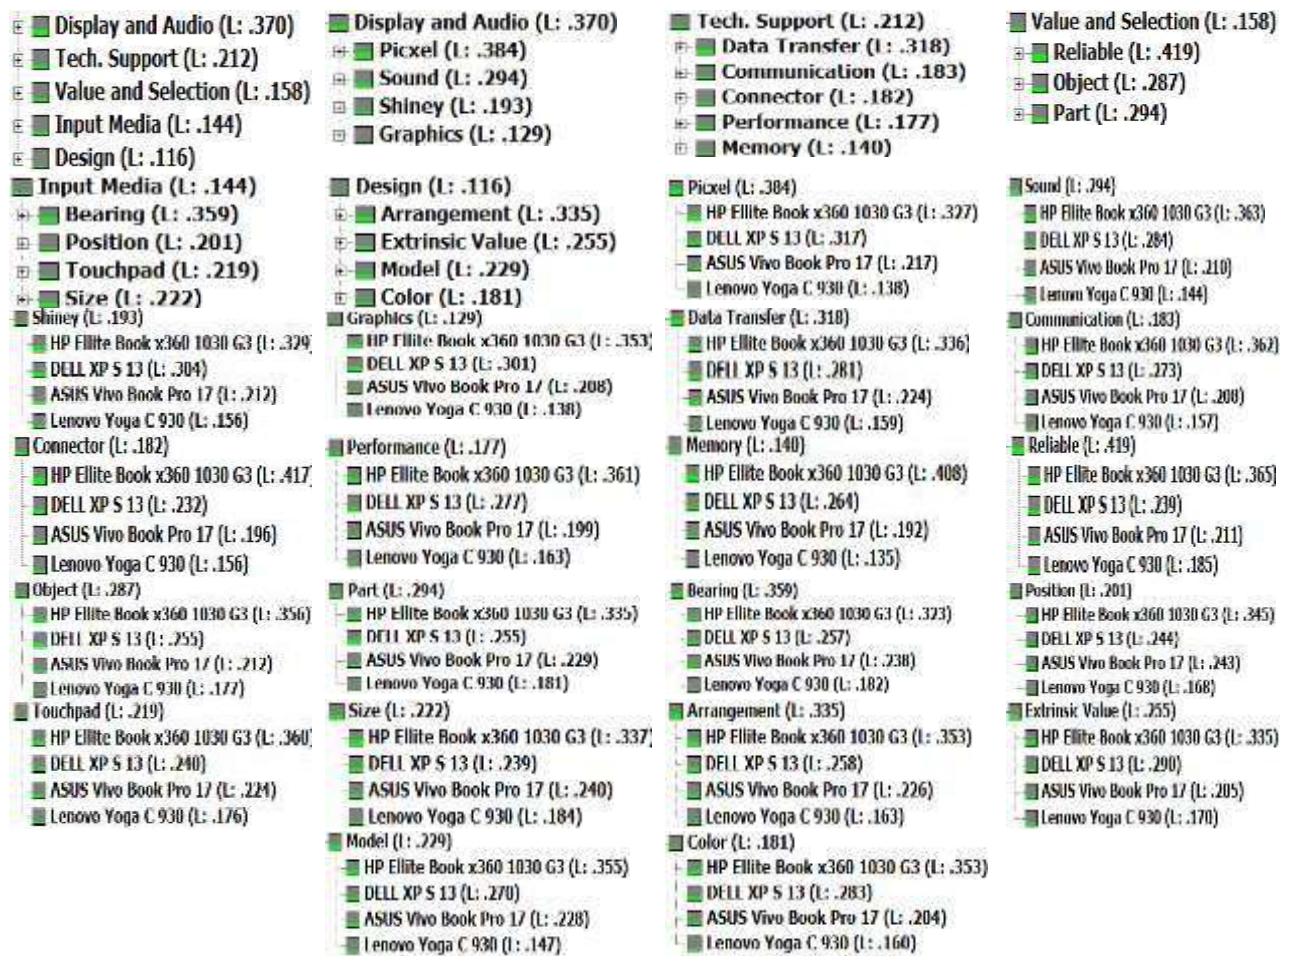 Display and Audio (L: .370)
Tech. Support (L: .212)
Value and Selection (L: .158)
Input Media (L: .144)
Design (L: .116)
Display and Audio (L: .370)
Picxel (L: .384)
Sound (L: .294)
Shiney (L: .193)
Graphics (L: .129)
Tech. Support (L: .212)
Data Transfer (L: .318)
Communication (L: .183)
Connector (L: .182)
Performance (L: .177)
Memory (L: .140)
Value and Selection (L: .158)
Reliable (L: .419)
Object (L: .287)
Part (L: .294)
Input Media (L: .144)
Bearing (L: .359)
Position (L: .201)
Touchpad (L: .219)
Size (L: .222)
Design (L: .116)
Arrangement (L: .335)
Extrinsic Value (L: .255)
Model (L: .229)
Color (L: .181)
Picxel (L: .384)
HP Ellite Book x360 1030 G3 (L: .327)
DELL XP S 13 (L: .317)
ASUS Vivo Book Pro 17 (L: .217)
Lenovo Yoga C 930 (L: .138)
Sound (L: .294)
HP Ellite Book x360 1030 G3 (L: .363)
DELL XP S 13 (L: .284)
ASUS Vivo Book Pro 17 (L: .210)
Lenovo Yoga C 930 (L: .144)
Shiney (L: .193)
HP Ellite Book x360 1030 G3 (L: .329)
DELL XP S 13 (L: .304)
ASUS Vivo Book Pro 17 (L: .212)
Lenovo Yoga C 930 (L: .156)
Graphics (L: .129)
HP Ellite Book x360 1030 G3 (L: .353)
DELL XP S 13 (L: .301)
ASUS Vivo Book Pro 17 (L: .208)
Lenovo Yoga C 930 (L: .138)
Data Transfer (L: .318)
HP Ellite Book x360 1030 G3 (L: .336)
DELL XP S 13 (L: .281)
ASUS Vivo Book Pro 17 (L: .224)
Lenovo Yoga C 930 (L: .159)
Communication (L: .183)
HP Ellite Book x360 1030 G3 (L: .362)
DELL XP S 13 (L: .273)
ASUS Vivo Book Pro 17 (L: .208)
Lenovo Yoga C 930 (L: .157)
Connector (L: .182)
HP Ellite Book x360 1030 G3 (L: .417)
DELL XP S 13 (L: .232)
ASUS Vivo Book Pro 17 (L: .196)
Lenovo Yoga C 930 (L: .156)
Performance (L: .177)
HP Ellite Book x360 1030 G3 (L: .361)
DELL XP S 13 (L: .277)
ASUS Vivo Book Pro 17 (L: .199)
Lenovo Yoga C 930 (L: .163)
Memory (L: .140)
HP Ellite Book x360 1030 G3 (L: .408)
DELL XP S 13 (L: .264)
ASUS Vivo Book Pro 17 (L: .192)
Lenovo Yoga C 930 (L: .135)
Reliable (L: .419)
HP Ellite Book x360 1030 G3 (L: .365)
DELL XP S 13 (L: .239)
ASUS Vivo Book Pro 17 (L: .211)
Lenovo Yoga C 930 (L: .185)
Object (L: .287)
HP Ellite Book x360 1030 G3 (L: .356)
DELL XP S 13 (L: .255)
ASUS Vivo Book Pro 17 (L: .212)
Lenovo Yoga C 930 (L: .177)
Part (L: .294)
HP Ellite Book x360 1030 G3 (L: .335)
DELL XP S 13 (L: .255)
ASUS Vivo Book Pro 17 (L: .229)
Lenovo Yoga C 930 (L: .181)
Bearing (L: .359)
HP Ellite Book x360 1030 G3 (L: .323)
DELL XP S 13 (L: .257)
ASUS Vivo Book Pro 17 (L: .238)
Lenovo Yoga C 930 (L: .182)
Position (L: .201)
HP Ellite Book x360 1030 G3 (L: .345)
DELL XP S 13 (L: .244)
ASUS Vivo Book Pro 17 (L: .243)
Lenovo Yoga C 930 (L: .168)
Touchpad (L: .219)
HP Ellite Book x360 1030 G3 (L: .360)
DELL XP S 13 (L: .240)
ASUS Vivo Book Pro 17 (L: .224)
Lenovo Yoga C 930 (L: .176)
Size (L: .222)
HP Ellite Book x360 1030 G3 (L: .337)
DELL XP S 13 (L: .239)
ASUS Vivo Book Pro 17 (L: .240)
Lenovo Yoga C 930 (L: .184)
Arrangement (L: .335)
HP Ellite Book x360 1030 G3 (L: .353)
DELL XP S 13 (L: .258)
ASUS Vivo Book Pro 17 (L: .226)
Lenovo Yoga C 930 (L: .163)
Extrinsic Value (L: .255)
HP Ellite Book x360 1030 G3 (L: .335)
DELL XP S 13 (L: .290)
ASUS Vivo Book Pro 17 (L: .205)
Lenovo Yoga C 930 (L: .170)
Model (L: .229)
HP Ellite Book x360 1030 G3 (L: .355)
DELL XP S 13 (L: .270)
ASUS Vivo Book Pro 17 (L: .228)
Lenovo Yoga C 930 (L: .147)
Color (L: .181)
HP Ellite Book x360 1030 G3 (L: .353)
DELL XP S 13 (L: .283)
ASUS Vivo Book Pro 17 (L: .204)
Lenovo Yoga C 930 (L: .160)